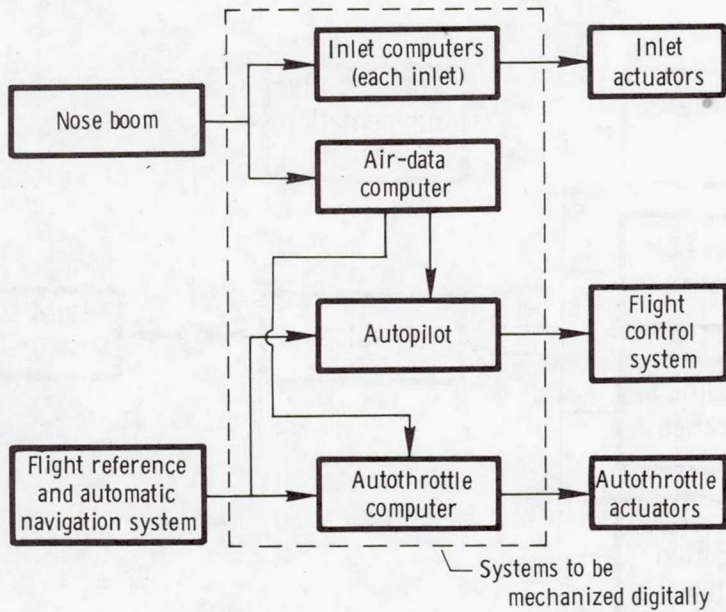 Inlet computers
(each inlet)
Inlet
actuators
Nose boom
Air-data
computer
Autopilot
Flight
control
system
Flight reference
and automatic
navigation system
Autothrottle
computer
Autothrottle
actuators
Systems to be
mechanized digitally